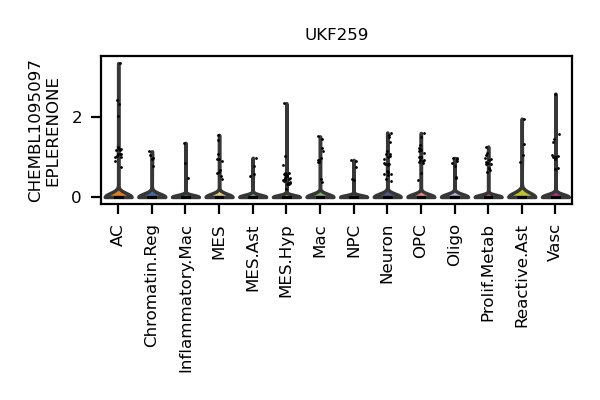 UKF259
CHEMBL1095097
EPLERENONE
2
0
AC
Chromatin.Reg
Inflammatory.Mac
MES
MES.Ast
MES.Hyp
Mac
NPC
Neuron
OPC
Oligo
Prolif.Metab
Reactive.Ast
Vasc